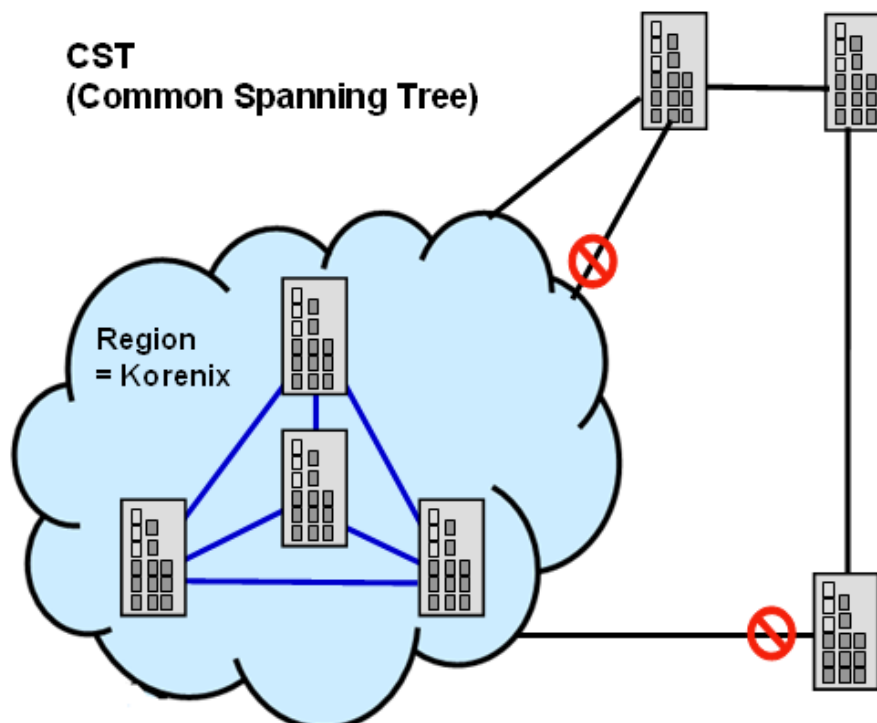 CST
(Common Spanning Tree)
Region
= Korenix